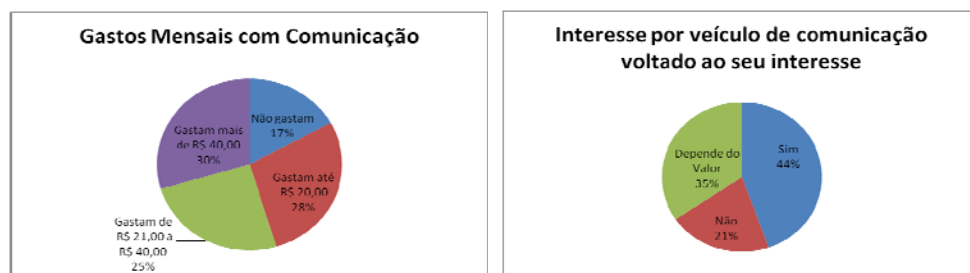 Gastos Mensais com Comunicação
Não gastam
17%
Gastam até
R$ 20,00
28%
Gastam de
R$ 21,00 a
R$ 40,00
25%
Gastam mais
de R$ 40,00
30%
Interesse por veículo de comunicação
voltado ao seu interesse
Sim
44%
Não
21%
Depende do
Valor
35%